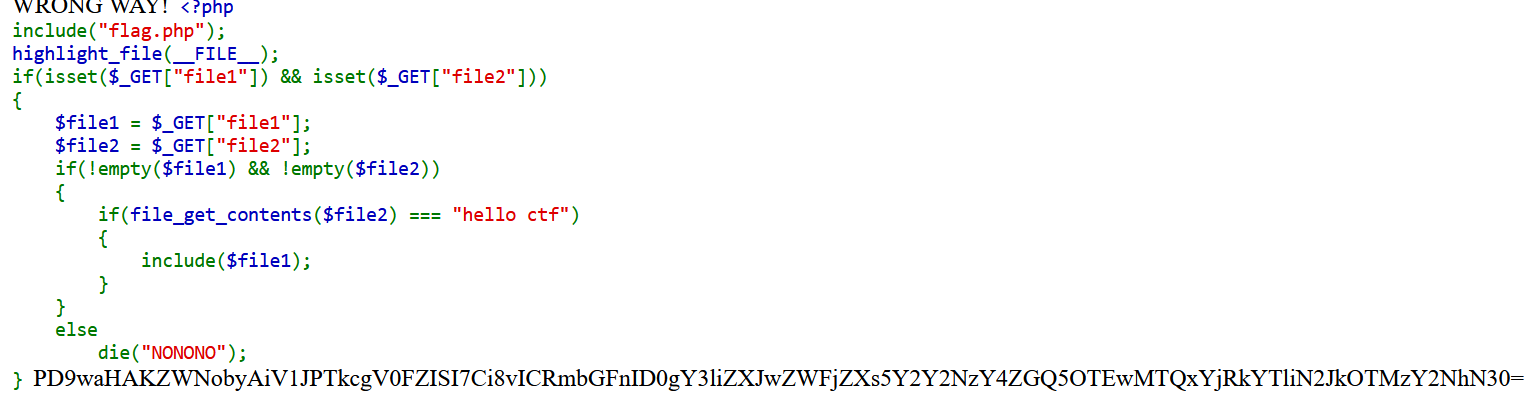 WRONG WAY! <?php
include("flag.php");
highlight_file(__FILE__);
if(isset($_GET["file1"]) && isset($_GET["file2"]))
{
    $file1 = $_GET["file1"];
    $file2 = $_GET["file2"];
    if(!empty($file1) && !empty($file2))
    {
        if(file_get_contents($file2) === "hello ctf")
        {
            include($file1);
        }
    }
    else
        die("NONONO");
} PD9waHAKZWNobyAiV1JPTkcgV0FZISI7Ci8vICRmbGFnID0gY3liZXJwZWFjZXs5Y2Y2NzY4ZGQ5OTEwMTQxYjRkYTliN2JkOTMzY2NhN30=